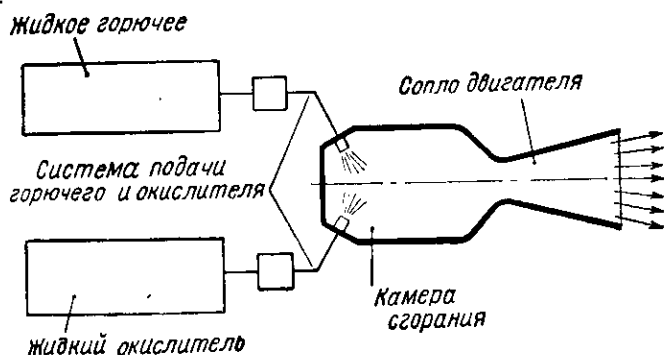 Жидкое горючее
Сопло двигателя
Система подачи
горючего и окислителя
Камера
сгорания
Жидкий окислитель